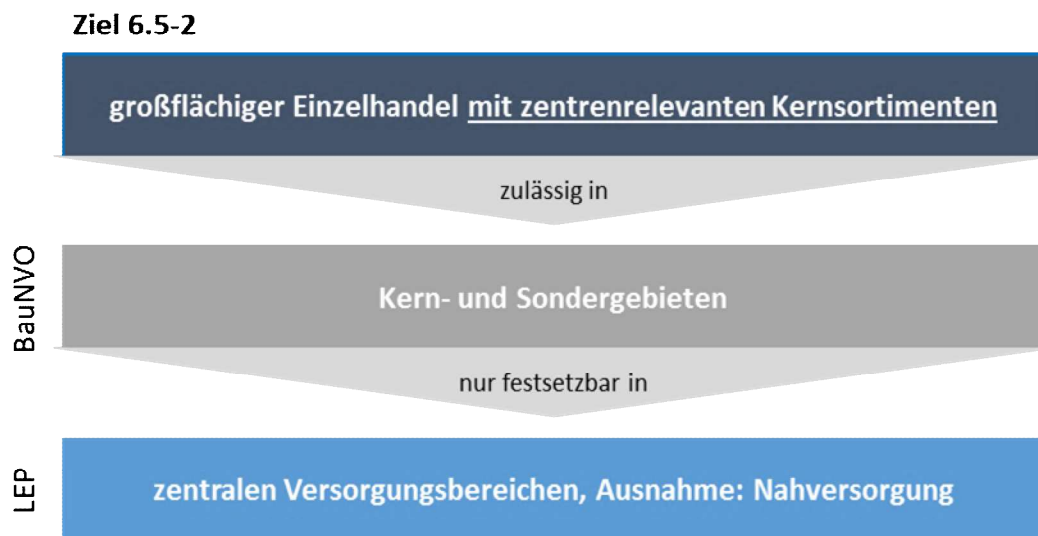 Ziel 6.5-2
großflächiger Einzelhandel mit zentrenrelevanten Kernsortimenten
zulässig in
BauNVO
Kern- und Sondergebieten
nur festsetzbar in
LEP
zentralen Versorgungsbereichen, Ausnahme: Nahversorgung